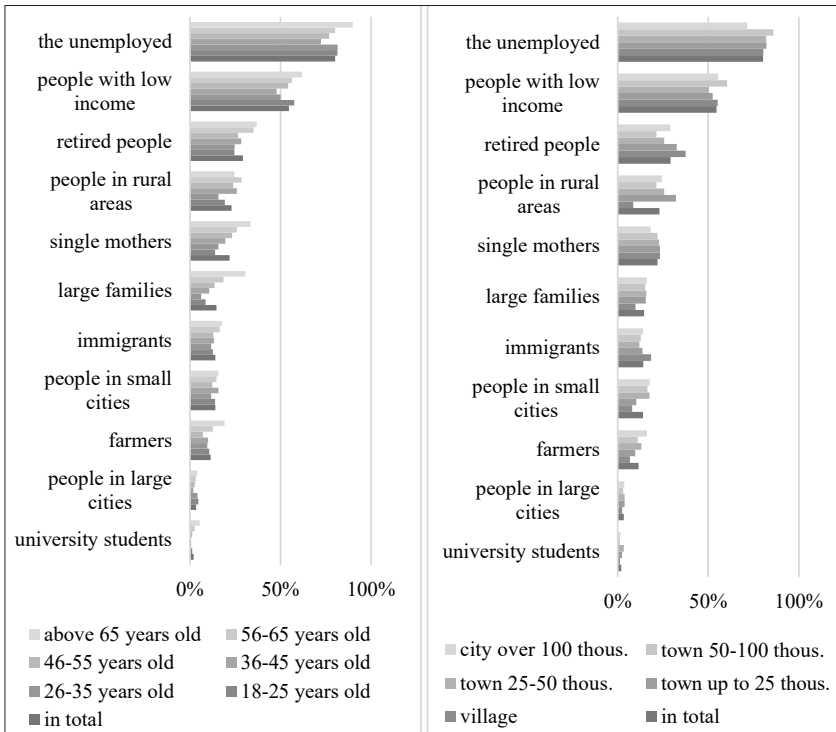 the unemployed
people with low
income
retired people
people in rural
areas
single mothers
large families
immigrants
people in small
cities
farmers
people in large
cities
university students
0% 50% 100%
above 65 years old 56-65 years old
46-55 years old 36-45 years old
26-35 years old 18-25 years old
in total
the unemployed
people with low
income
retired people
people in rural
areas
single mothers
large families
immigrants
people in small
cities
farmers
people in large
cities
university students
0% 50% 100%
city over 100 thous. town 50-100 thous.
town 25-50 thous. town up to 25 thous.
village in total